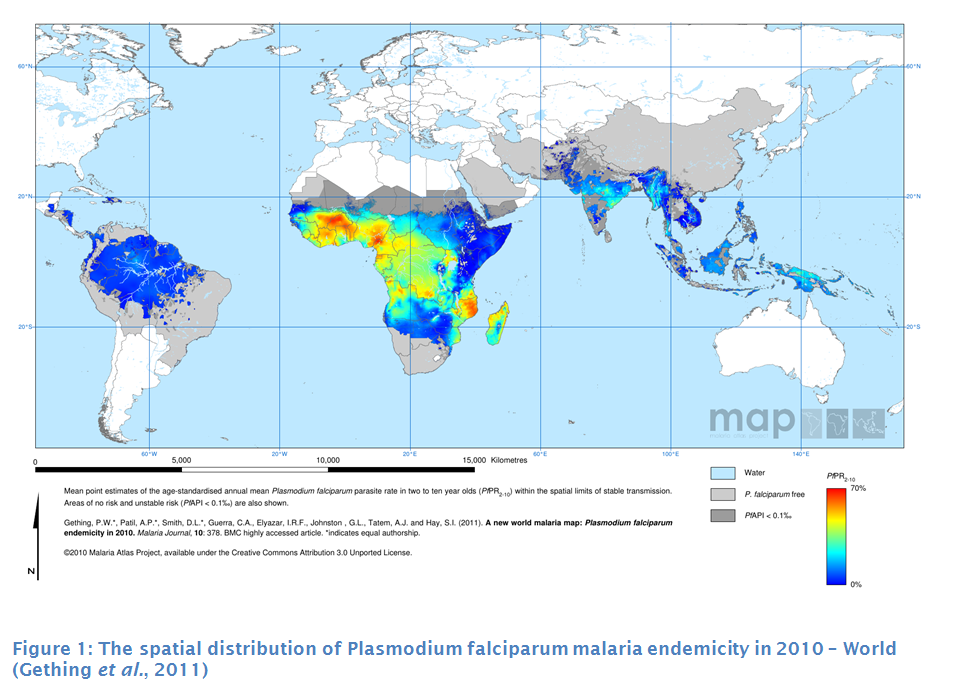 60°N
60°N
20°N
20°N
20°S
20°S
map
60°W
20°W
20°E
60°E
100°E
140°E
0
5,000
10,000
15,000 Kilometres
Water
P. falciparum free
PfAPI < 0.1‰
PfPR2-10
70%
0%
Mean point estimates of the age-standardised annual mean Plasmodium falciparum parasite rate in two to ten year olds (PfPR2-10) within the spatial limits of stable transmission.
Areas of no risk and unstable risk (PfAPI < 0.1‰) are also shown.
Gething, P.W.*, Patil, A.P.*, Smith, D.L.*, Guerra, C.A., Elyazar, I.R.F., Johnston , G.L., Tatem, A.J. and Hay, S.I. (2011). A new world malaria map: Plasmodium falciparum
endemicity in 2010. Malaria Journal, 10: 378. BMC highly accessed article. *indicates equal authorship.
©2010 Malaria Atlas Project, available under the Creative Commons Attribution 3.0 Unported License.
N
Figure 1: The spatial distribution of Plasmodium falciparum malaria endemicity in 2010 – World
(Gething et al., 2011)